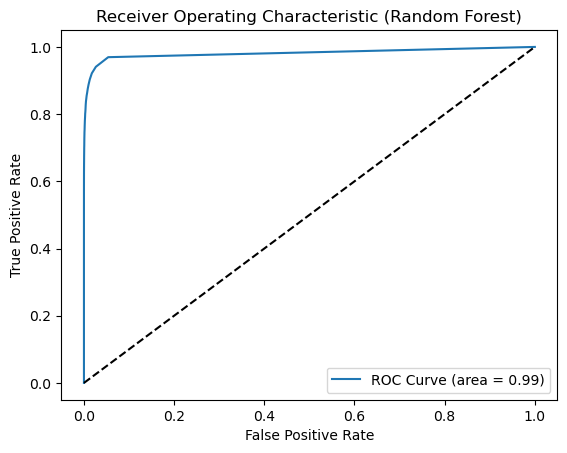 Receiver Operating Characteristic (Random Forest)
1.0
0.8
0.6
0.4
0.2
0.0
True Positive Rate
ROC Curve (area = 0.99)
0.0 0.2 0.4 0.6 0.8 1.0
False Positive Rate